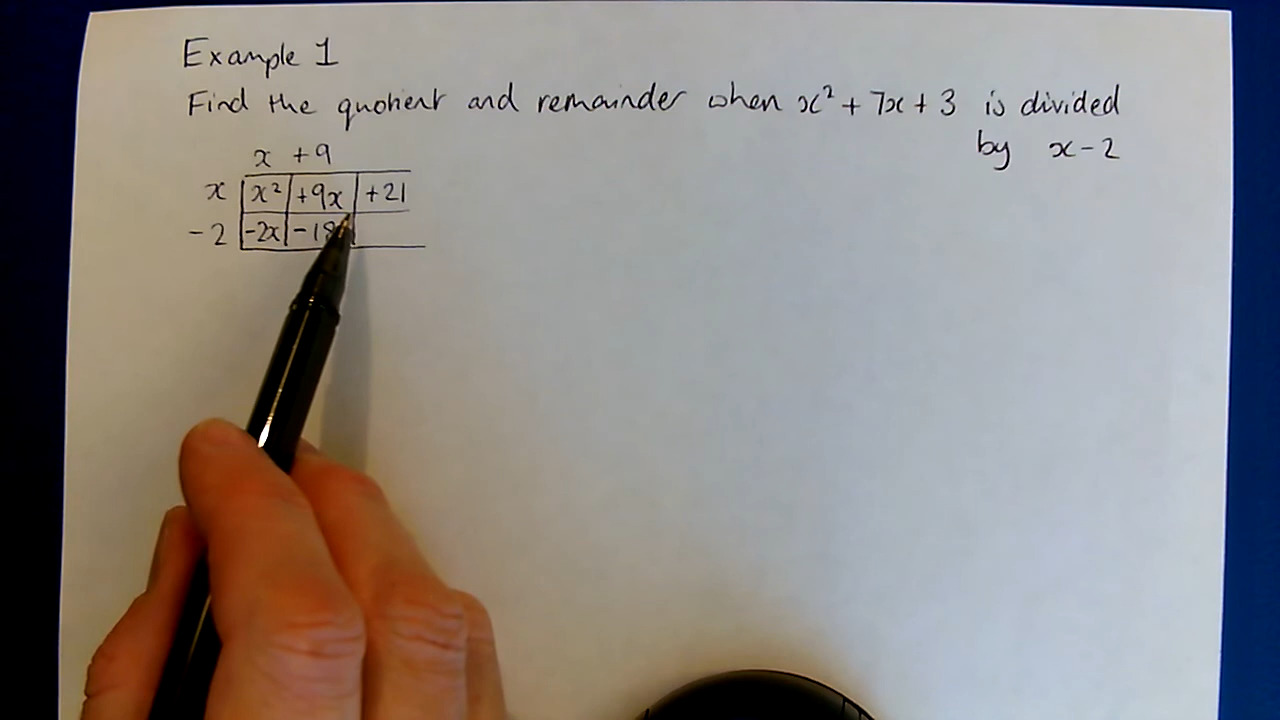 Example 1
Find the quotient and remainder when x² + 7x + 3 is divided
by x - 2
x + 9
x x² +9x +21
- 2 -2x -18